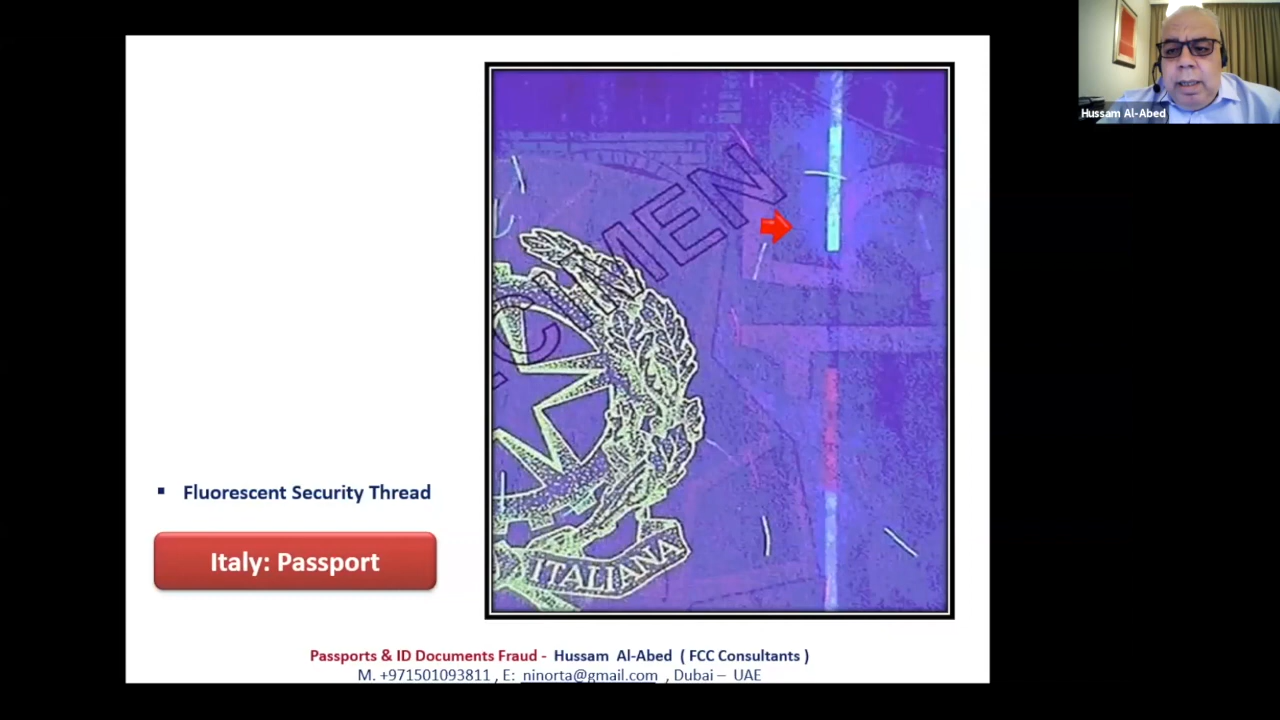 Hussam Al-Abed
CIMEN
ITALIANA
▪ Fluorescent Security Thread
Italy: Passport
Passports & ID Documents Fraud - Hussam Al-Abed ( FCC Consultants )
M. +971501093811 , E: ninorta@gmail.com , Dubai – UAE